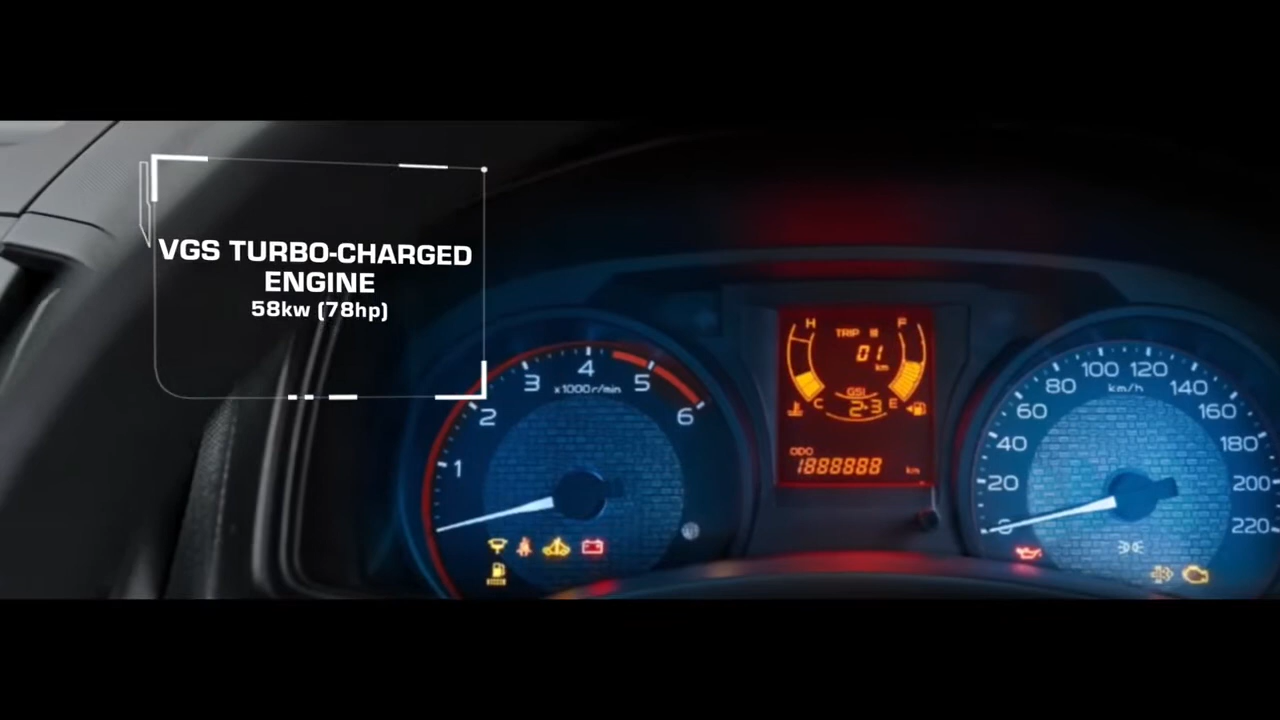 VGS TURBO-CHARGED
ENGINE
58kw (78hp)
H
F
TRIP
01
km
GSI
2·3
C
E
ODO
1888888
km
1
2
3
4
5
6
x1000r/min
0
20
40
60
80
100
120
140
160
180
200
220
km/h